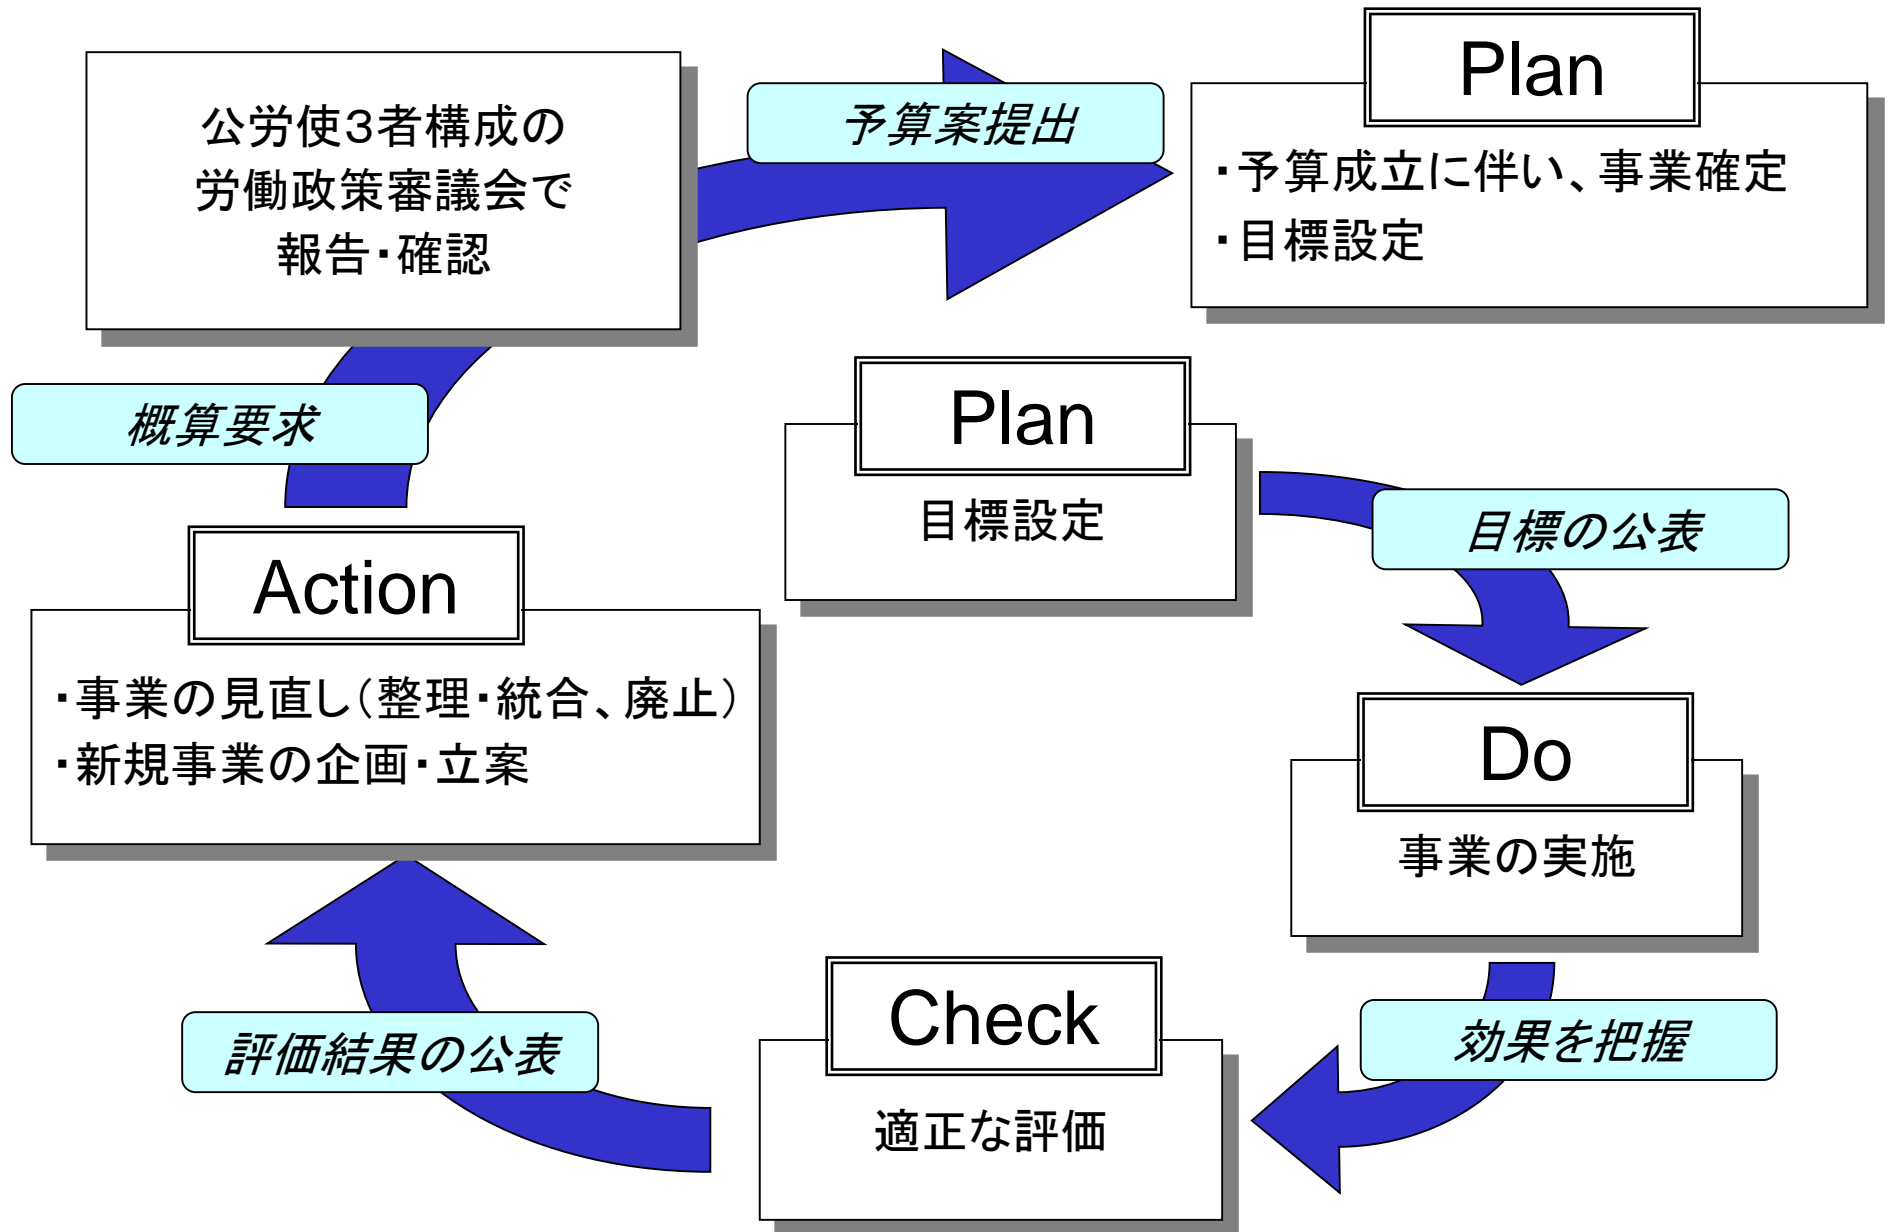 公労使3者構成の
労働政策審議会で
報告・確認
予算案提出
Plan
・予算成立に伴い、事業確定
・目標設定
概算要求
Plan
目標設定
目標の公表
Action
・事業の見直し（整理・統合、廃止）
・新規事業の企画・立案
Do
事業の実施
評価結果の公表
Check
適正な評価
効果を把握